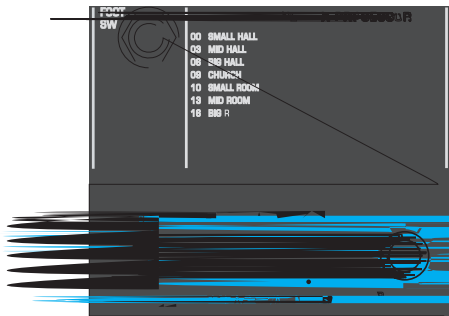 FOOT
SW
00 SMALL HALL
03 MID HALL
08 BIG HALL
09 CHURCH
10 SMALL ROOM
13 MID ROOM
16 BIG R